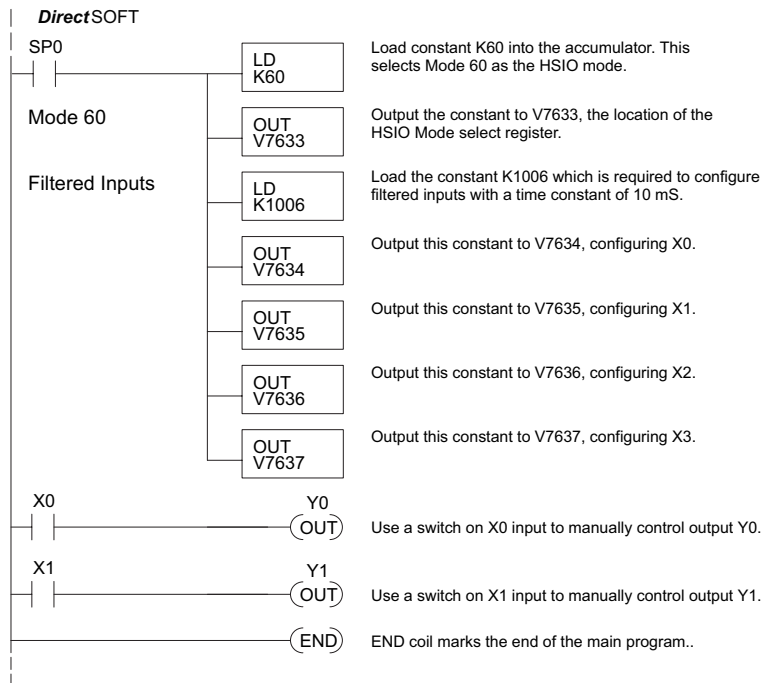 DirectSOFT
SP0
LD
K60
Load constant K60 into the accumulator. This
selects Mode 60 as the HSIO mode.
Mode 60
OUT
V7633
Output the constant to V7633, the location of the
HSIO Mode select register.
Filtered Inputs
LD
K1006
Load the constant K1006 which is required to configure
filtered inputs with a time constant of 10 mS.
OUT
V7634
Output this constant to V7634, configuring X0.
OUT
V7635
Output this constant to V7635, configuring X1.
OUT
V7636
Output this constant to V7636, configuring X2.
OUT
V7637
Output this constant to V7637, configuring X3.
X0
Y0
OUT
Use a switch on X0 input to manually control output Y0.
X1
Y1
OUT
Use a switch on X1 input to manually control output Y1.
END
END coil marks the end of the main program..